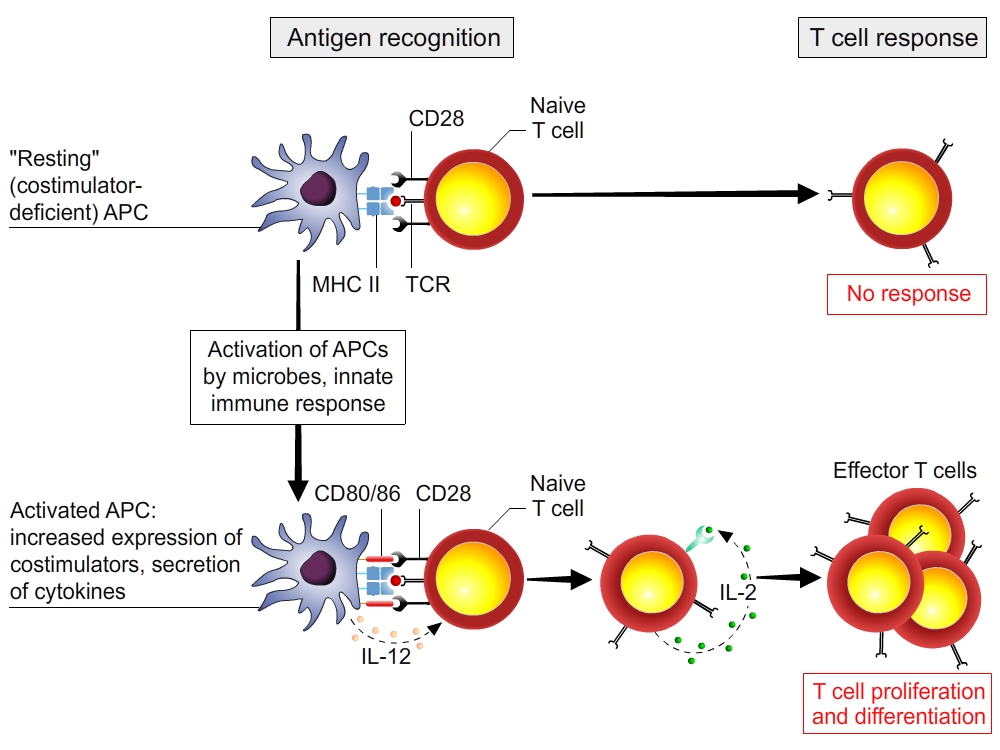 Antigen recognition
T cell response
CD28
Naive
T cell
"Resting"
(costimulator-
deficient) APC
MHC II
TCR
No response
Activation of APCs
by microbes, innate
immune response
Effector T cells
CD80/86
CD28
Naive
T cell
Activated APC:
increased expression of
costimulators, secretion
of cytokines
IL-2
IL-12
T cell proliferation
and differentiation